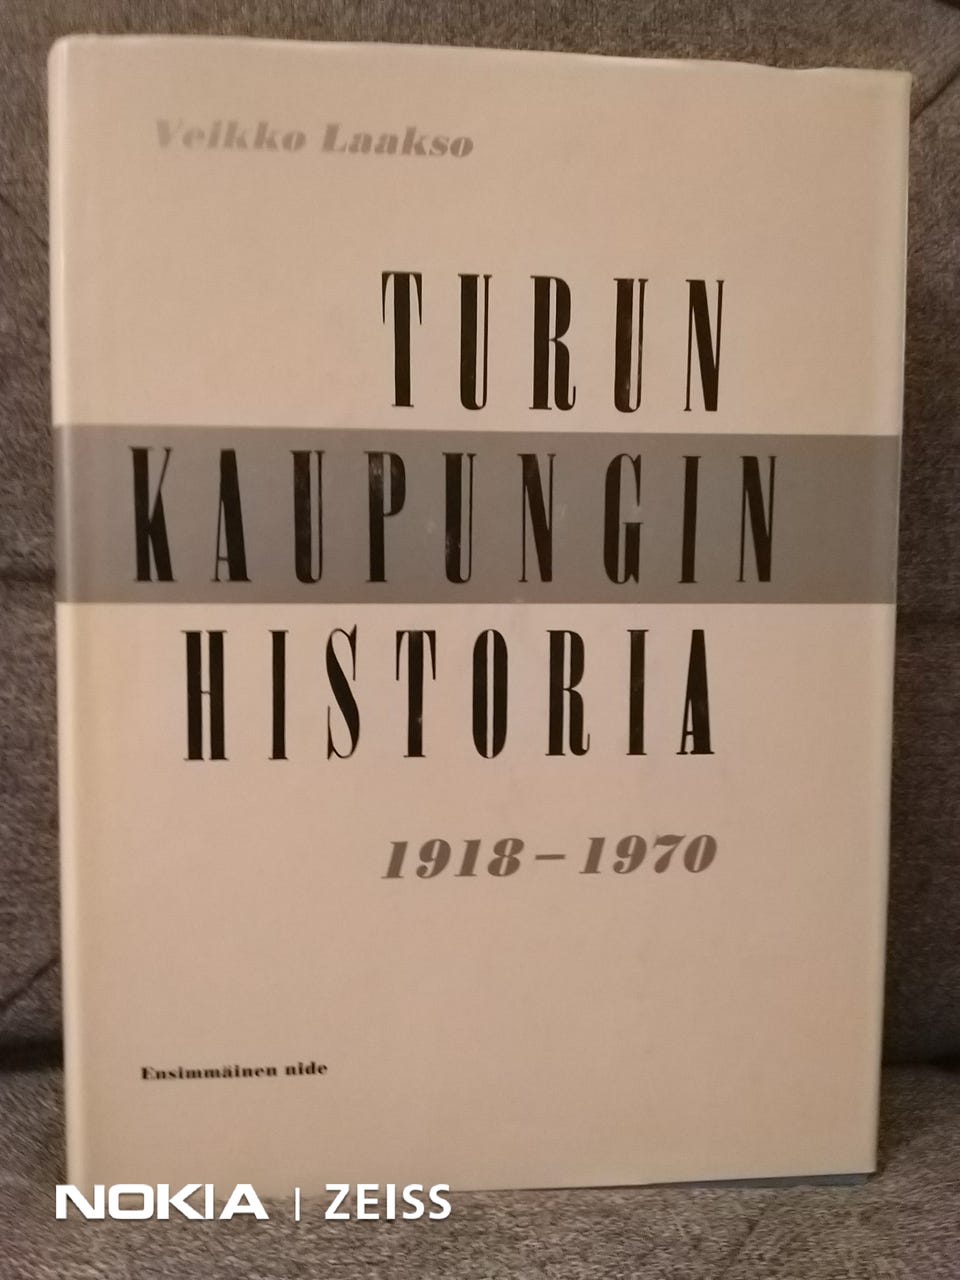 Veikko Laakso
TURUN
KAUPUNGIN
HISTORIA
1918–1970
Ensimmäinen nide
NOKIA | ZEISS